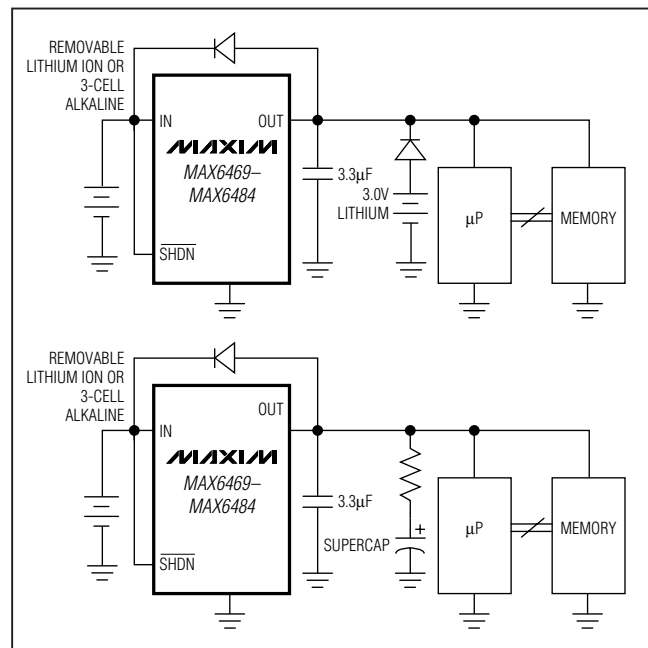 REMOVABLE
LITHIUM ION OR
3-CELL
ALKALINE
IN
OUT
MAXIM
MAX6469–
MAX6484
SHDN
3.3µF
3.0V
LITHIUM
µP
MEMORY
REMOVABLE
LITHIUM ION OR
3-CELL
ALKALINE
IN
OUT
MAXIM
MAX6469–
MAX6484
SHDN
3.3µF
+
SUPERCAP
µP
MEMORY